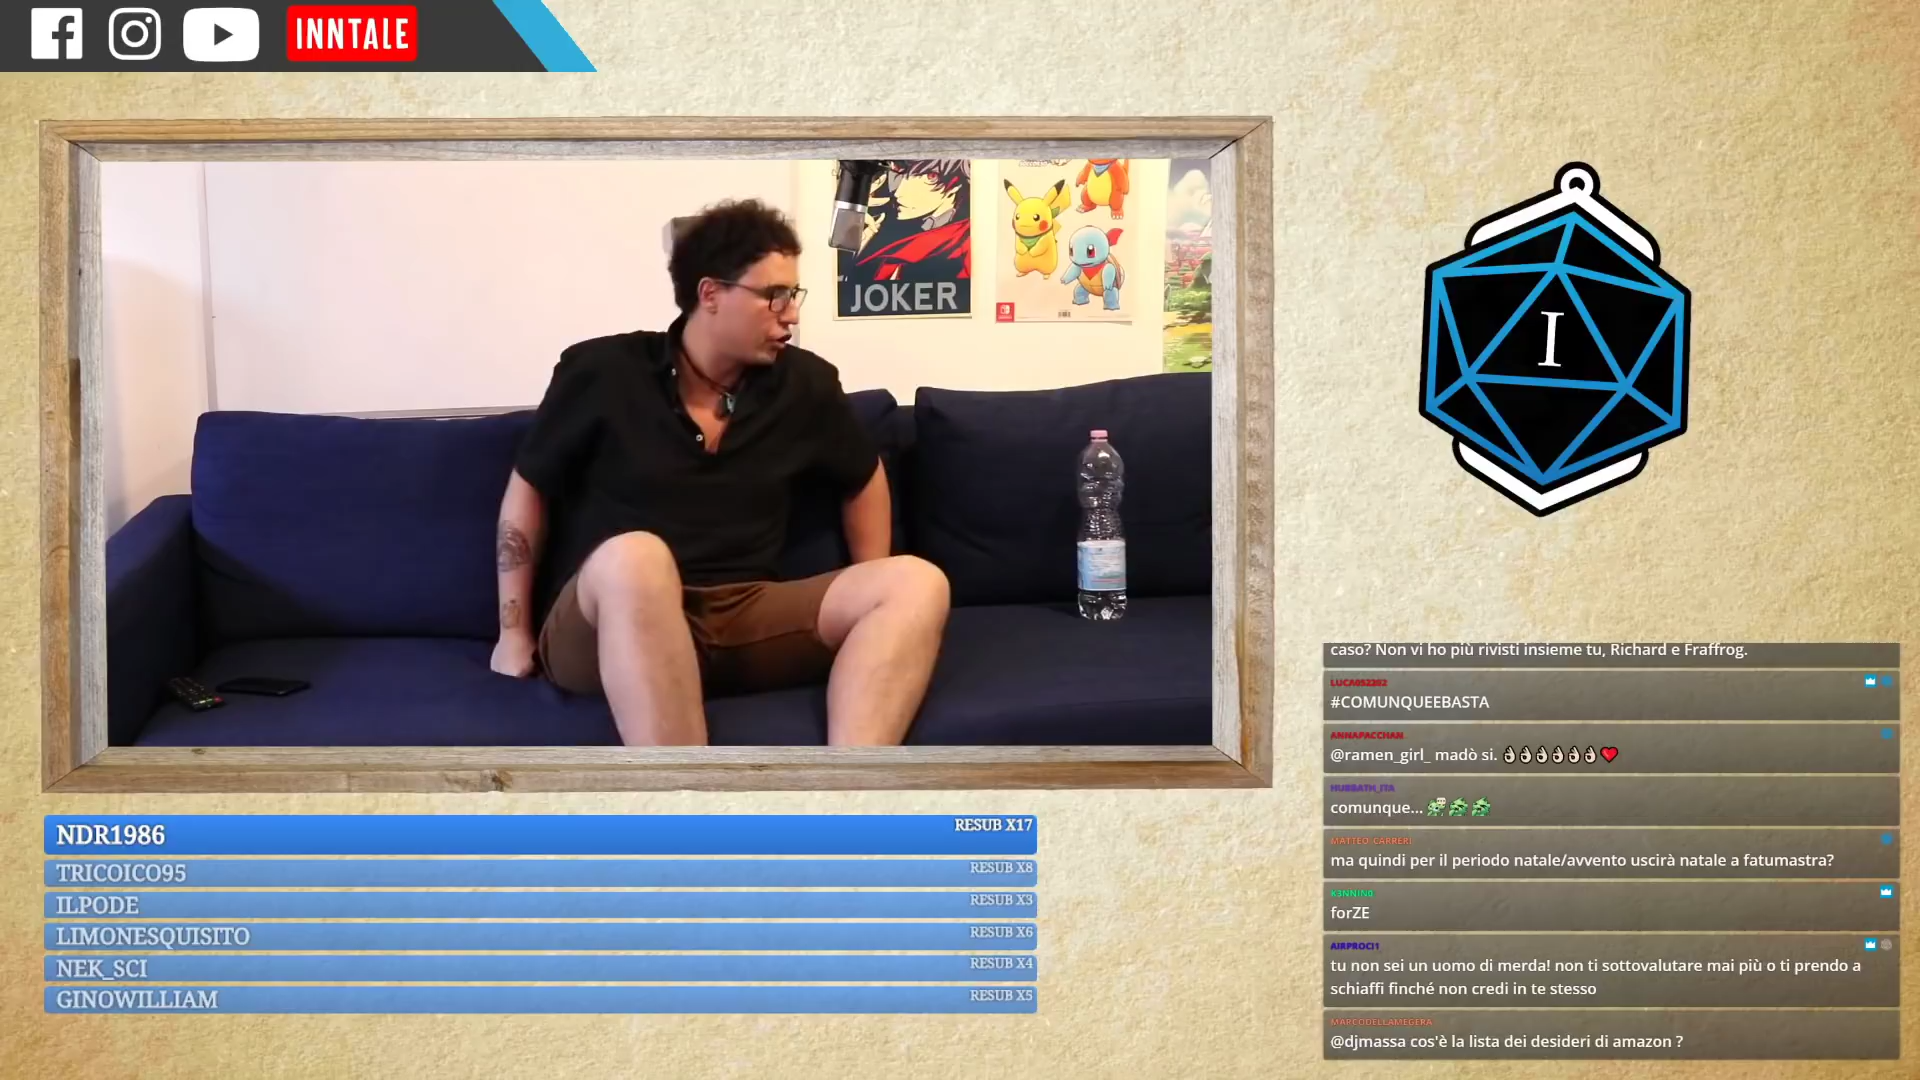 INNTALE
JOKER
I
NDR1986 RESUB X17
TRICOICO95 RESUB X8
ILPODE RESUB X3
LIMONESQUISITO RESUB X6
NEK_SCI RESUB X4
GINOWILLIAM RESUB X5
caso? Non vi ho più rivisti insieme tu, Richard e Fraffrog.
LUCA052202
#COMUNQUEEBASTA
ANNAPACCHAN
@ramen_girl_ madò si. 👌🏻👌🏻👌🏻👌🏻👌🏻👌🏻❤️
HUBBATH_ITA
comunque...
MATTEO_CARRERI
ma quindi per il periodo natale/avvento uscirà natale a fatumastra?
K3NNIN0
forZE
AIRPROCI1
tu non sei un uomo di merda! non ti sottovalutare mai più o ti prendo a
schiaffi finché non credi in te stesso
MARCODELLAMEGERA
@djmassa cos'è la lista dei desideri di amazon ?